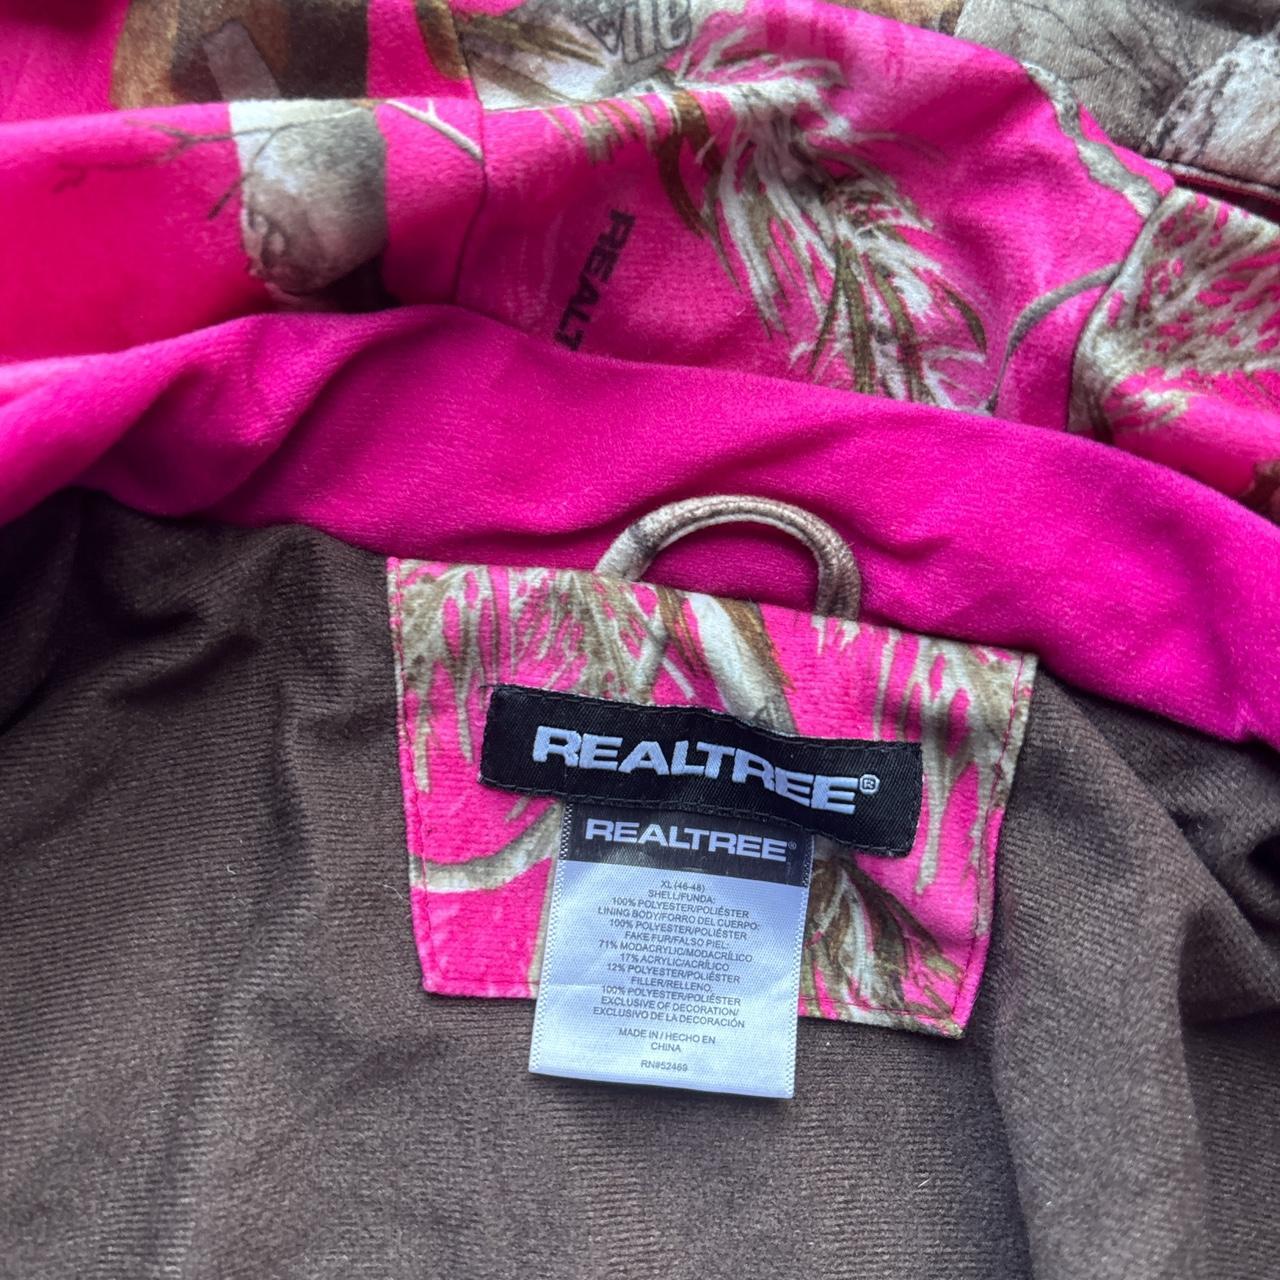 REALT
REALTREE®
REALTREE®
XL (46-48)
SHELL/FUNDA:
100% POLYESTER/POLIÉSTER
LINING BODY/FORRO DEL CUERPO:
100% POLYESTER/POLIÉSTER
FAKE FUR/FALSO PIEL:
71% MODACRYLIC/MODACRÍLICO
17% ACRYLIC/ACRÍLICO
12% POLYESTER/POLIÉSTER
FILLER/RELLENO:
100% POLYESTER/POLIÉSTER
EXCLUSIVE OF DECORATION/
EXCLUSIVO DE LA DECORACIÓN
MADE IN / HECHO EN
CHINA
RN#52469